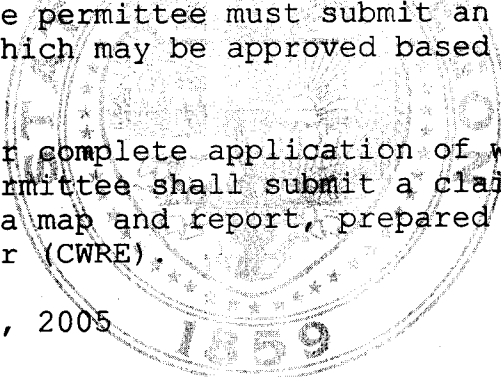 e permittee must submit an
hich may be approved based
r complete application of w
rmittee shall submit a clai
a map and report, prepared
r (CWRE).
, 2005
1859